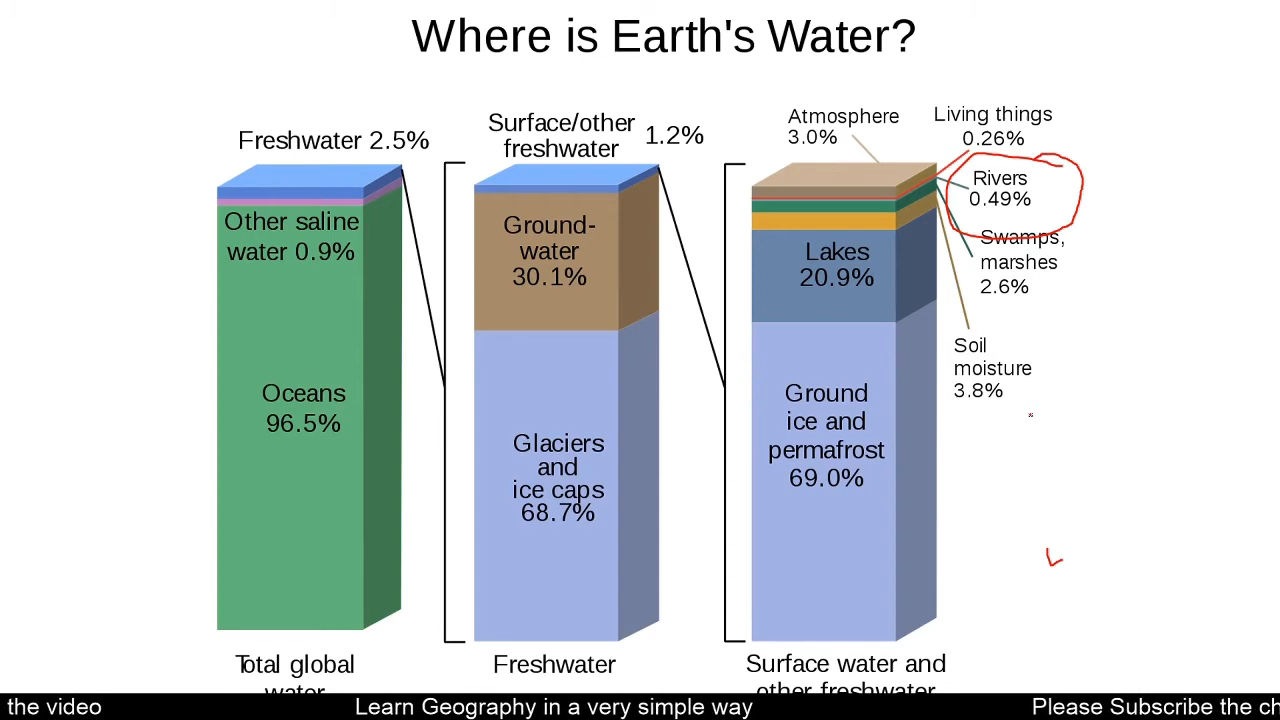 Where is Earth's Water?
Freshwater 2.5%
Other saline
water 0.9%
Oceans
96.5%
Total global
water
Surface/other
freshwater
1.2%
Ground-
water
30.1%
Glaciers
and
ice caps
68.7%
Freshwater
Atmosphere
3.0%
Living things
0.26%
Rivers
0.49%
Swamps,
marshes
2.6%
Soil
moisture
3.8%
Lakes
20.9%
Ground
ice and
permafrost
69.0%
Surface water and
other freshwater
the video
Learn Geography in a very simple way
Please Subscribe the ch